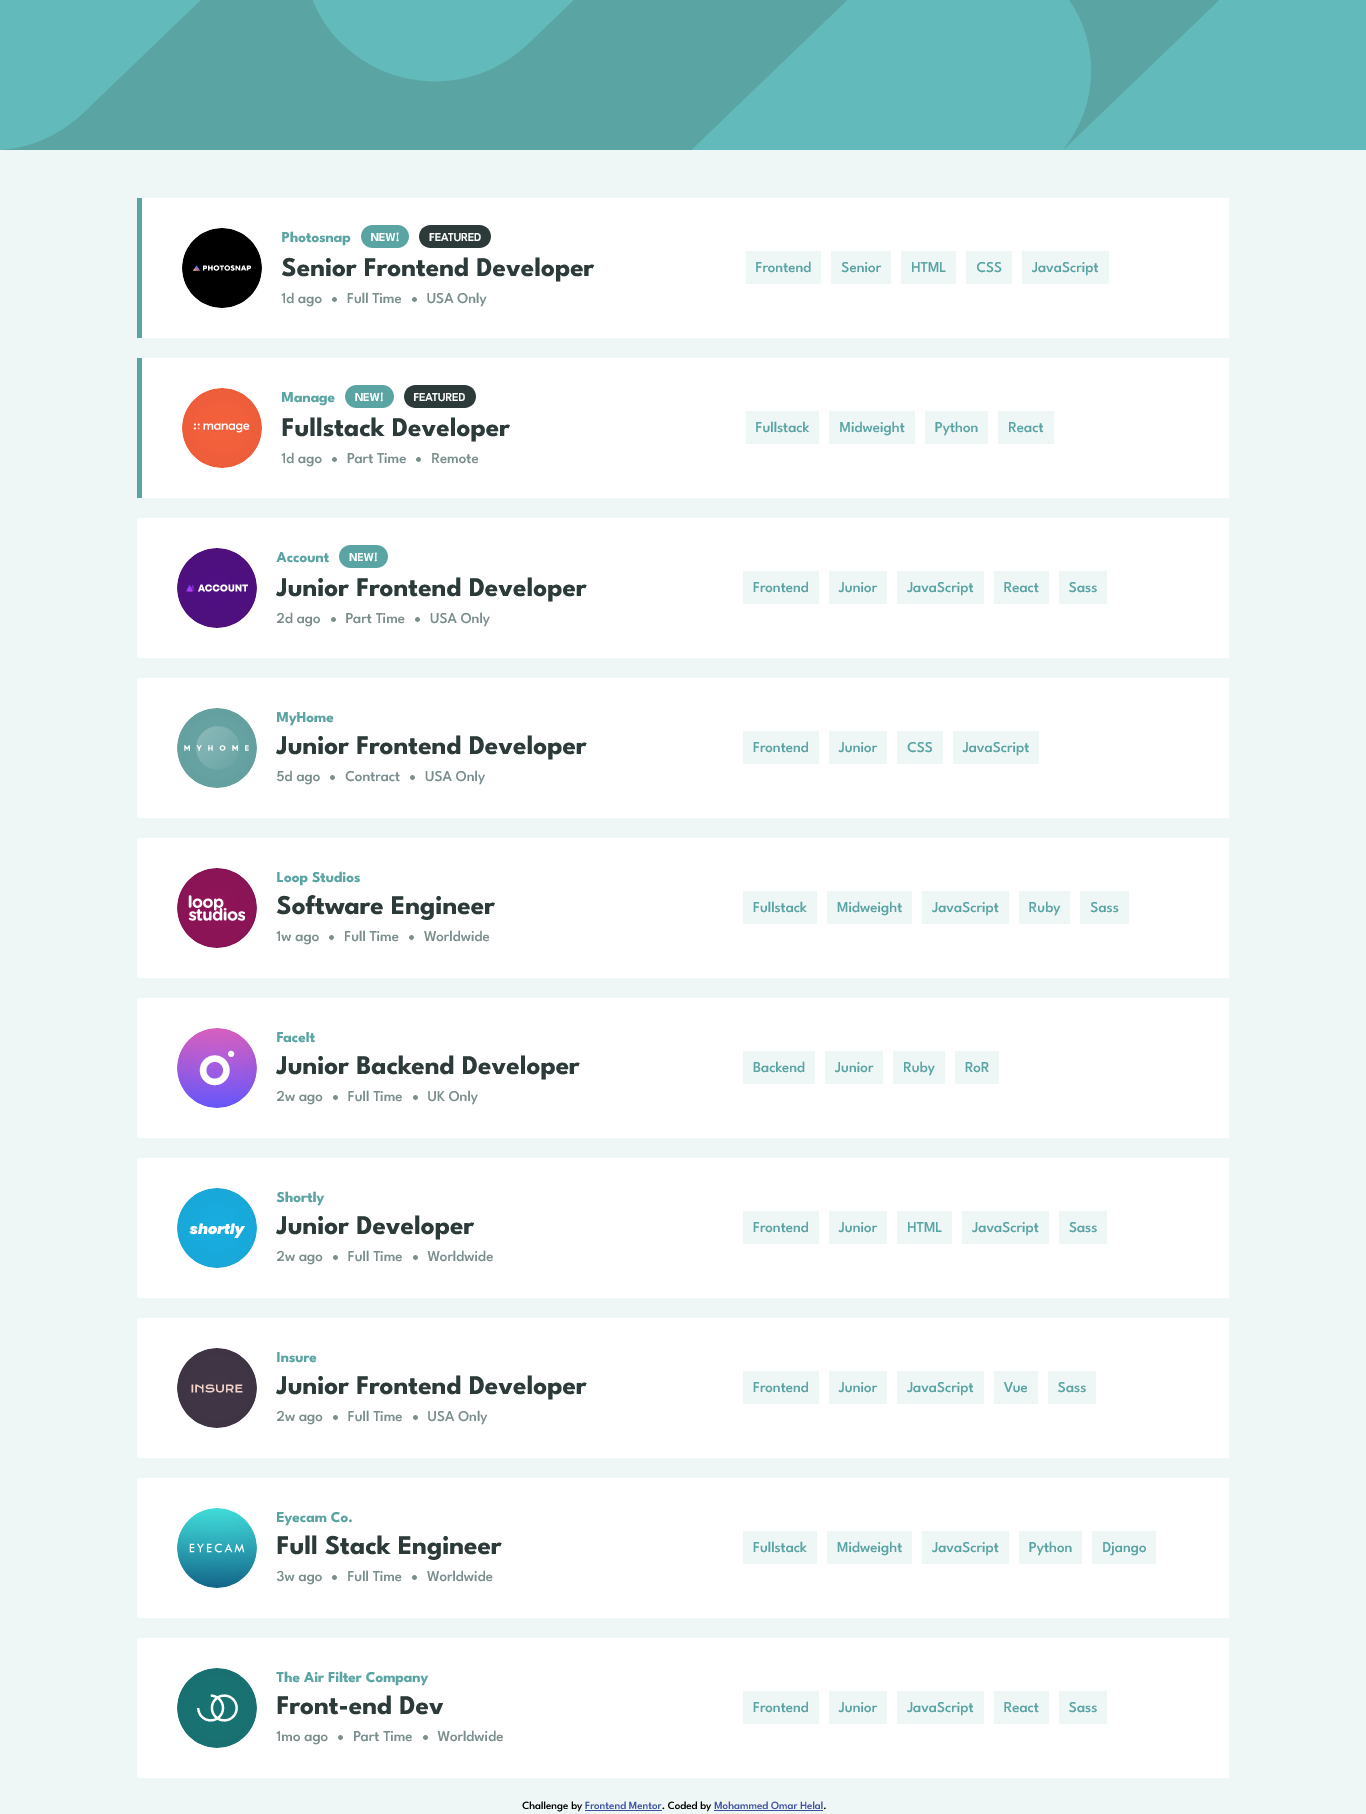 PHOTOSNAP
Photosnap NEW! FEATURED
Senior Frontend Developer
1d ago • Full Time • USA Only
Frontend Senior HTML CSS JavaScript
manage
Manage NEW! FEATURED
Fullstack Developer
1d ago • Part Time • Remote
Fullstack Midweight Python React
ACCOUNT
Account NEW!
Junior Frontend Developer
2d ago • Part Time • USA Only
Frontend Junior JavaScript React Sass
MYHOME
MyHome
Junior Frontend Developer
5d ago • Contract • USA Only
Frontend Junior CSS JavaScript
loop
studios
Loop Studios
Software Engineer
1w ago • Full Time • Worldwide
Fullstack Midweight JavaScript Ruby Sass
FaceIt
Junior Backend Developer
2w ago • Full Time • UK Only
Backend Junior Ruby RoR
shortly
Shortly
Junior Developer
2w ago • Full Time • Worldwide
Frontend Junior HTML JavaScript Sass
INSURE
Insure
Junior Frontend Developer
2w ago • Full Time • USA Only
Frontend Junior JavaScript Vue Sass
EYECAM
Eyecam Co.
Full Stack Engineer
3w ago • Full Time • Worldwide
Fullstack Midweight JavaScript Python Django
The Air Filter Company
Front-end Dev
1mo ago • Part Time • Worldwide
Frontend Junior JavaScript React Sass
Challenge by Frontend Mentor. Coded by Mohammed Omar Helal.